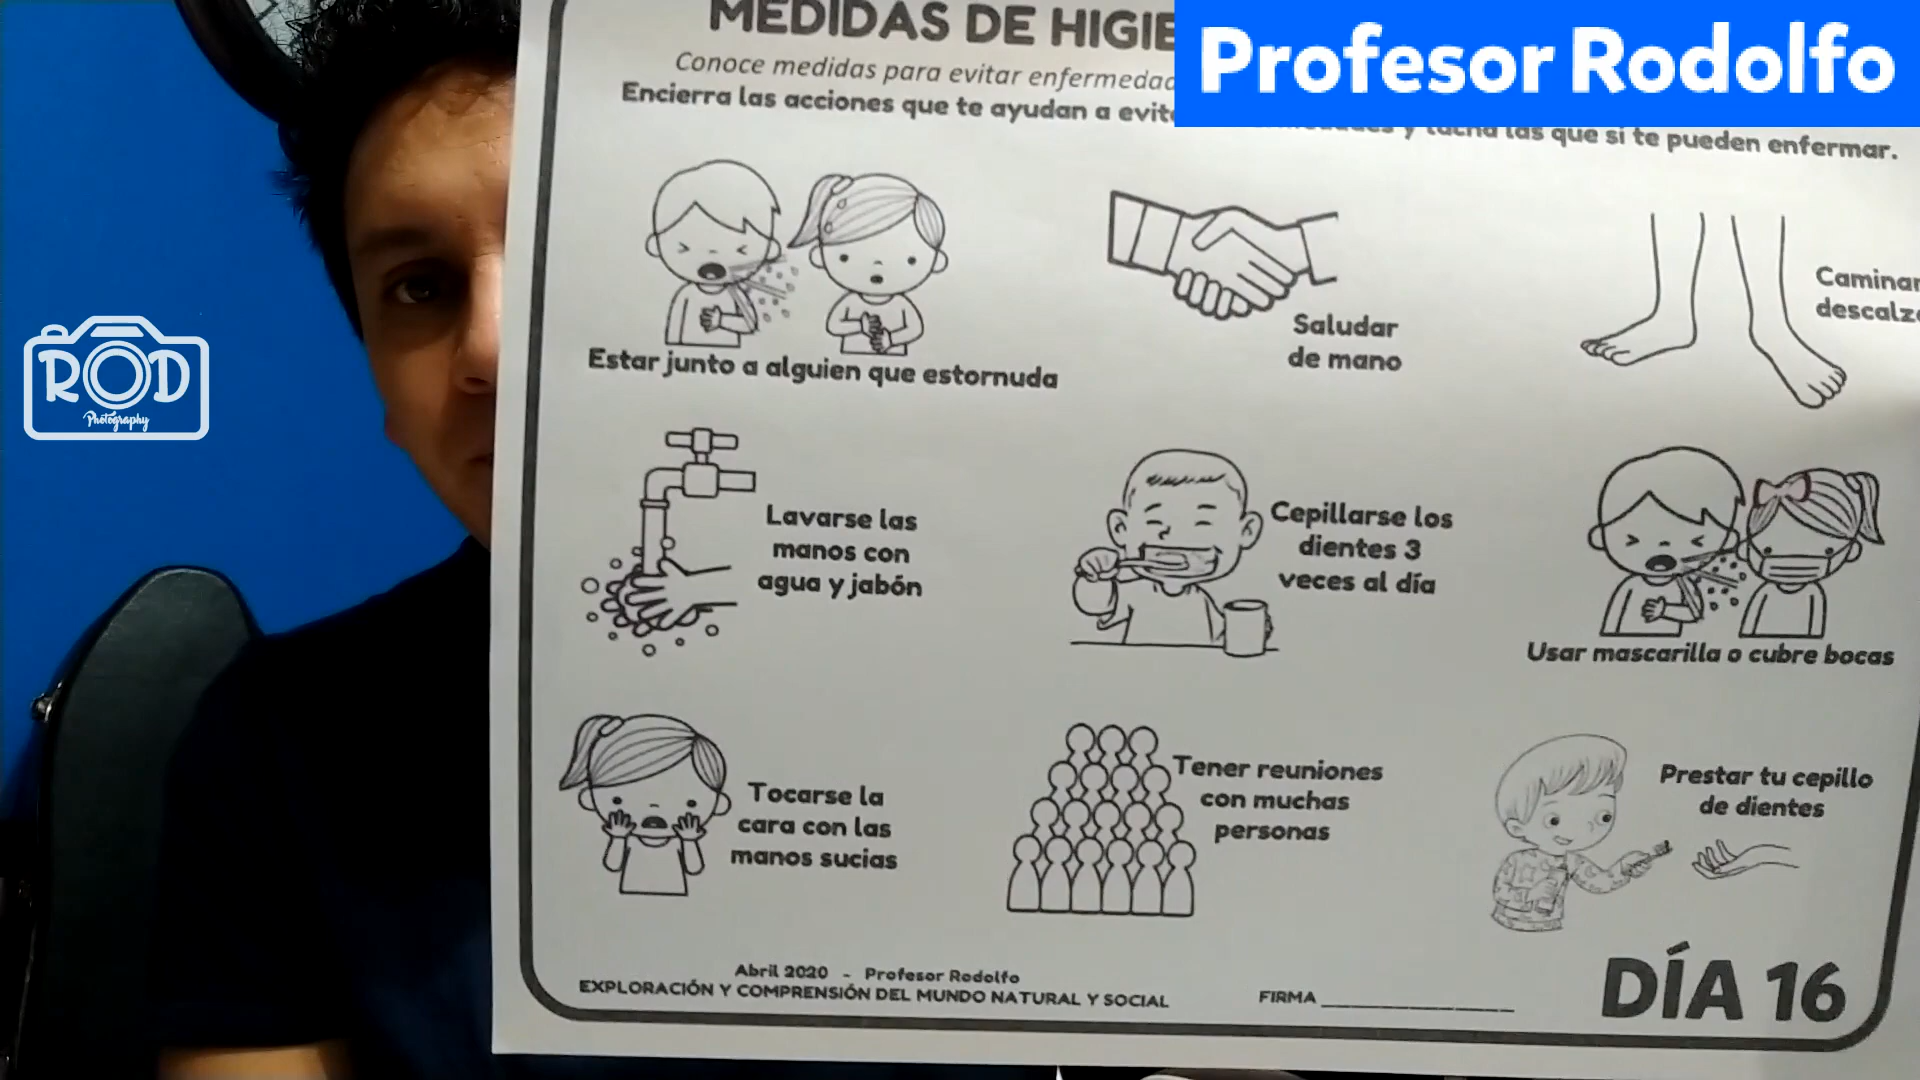 MEDIDAS DE HIGIE
Profesor Rodolfo
Conoce medidas para evitar enfermedad
Encierra las acciones que te ayudan a evita
y tacha las que si te pueden enfermar.
Estar junto a alguien que estornuda
Saludar
de mano
Caminar
descalzo
Lavarse las
manos con
agua y jabón
Cepillarse los
dientes 3
veces al día
Usar mascarilla o cubre bocas
Tocarse la
cara con las
manos sucias
Tener reuniones
con muchas
personas
Prestar tu cepillo
de dientes
Abril 2020 - Profesor Rodolfo
EXPLORACIÓN Y COMPRENSIÓN DEL MUNDO NATURAL Y SOCIAL
FIRMA
DÍA 16
ROD
Photography